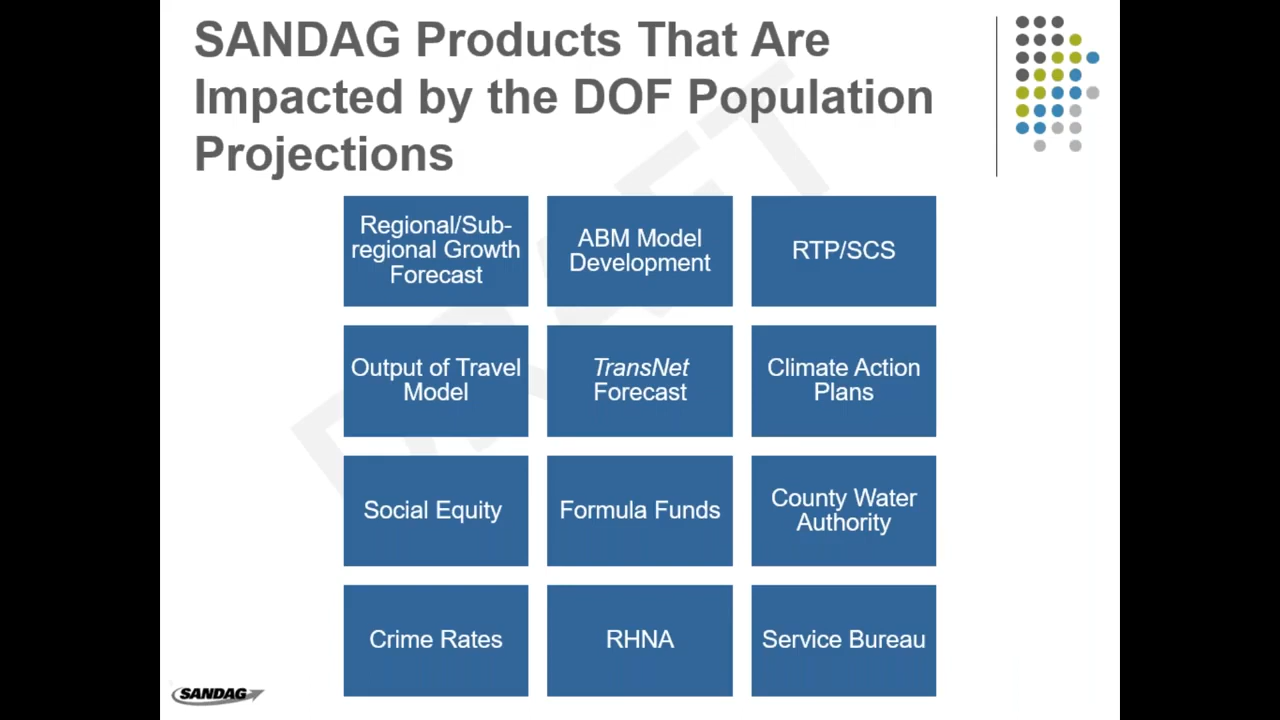 SANDAG Products That Are
Impacted by the DOF Population
Projections
DRAFT
Regional/Sub-
regional Growth
Forecast
ABM Model
Development
RTP/SCS
Output of Travel
Model
TransNet
Forecast
Climate Action
Plans
Social Equity
Formula Funds
County Water
Authority
Crime Rates
RHNA
Service Bureau
SANDAG